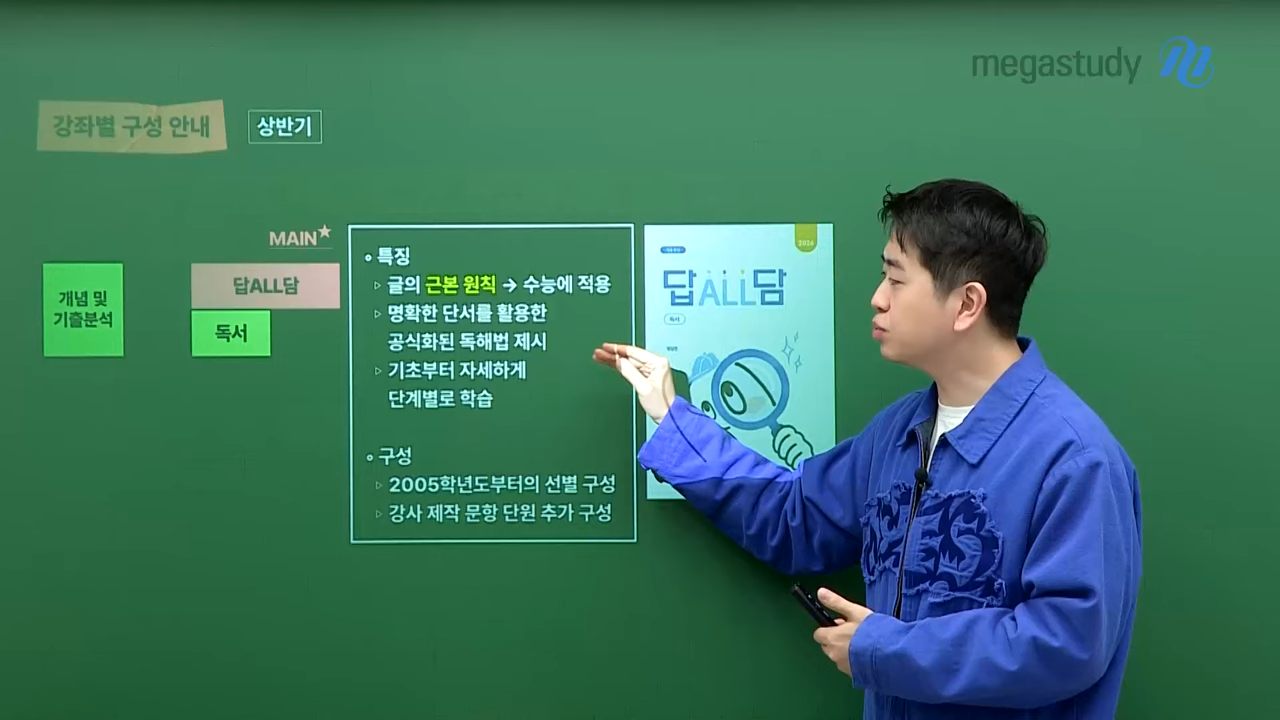 megastudy
강좌별 구성 안내
상반기
MAIN
개념 및
기출분석
답ALL담
독서
◦ 특징
▹ 글의 근본 원칙 → 수능에 적용
▹ 명확한 단서를 활용한
공식화된 독해법 제시
▹ 기초부터 자세하게
단계별로 학습
◦ 구성
▹ 2005학년도부터의 선별 구성
▹ 강사 제작 문항 단원 추가 구성
2026
답ALL담
독서